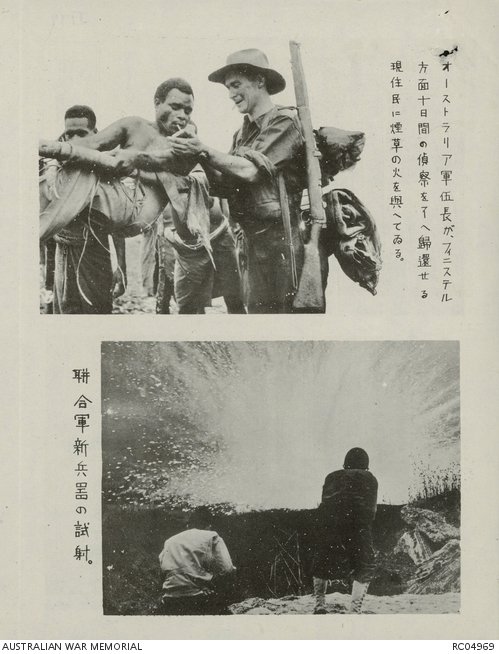 オーストラリア軍伍長が、フィニステル
方面十日間の偵察を了へ帰還せる
現住民に煙草の火を與へてゐる。
聯合軍新兵器の試射。
AUSTRALIAN WAR MEMORIAL
RC04969